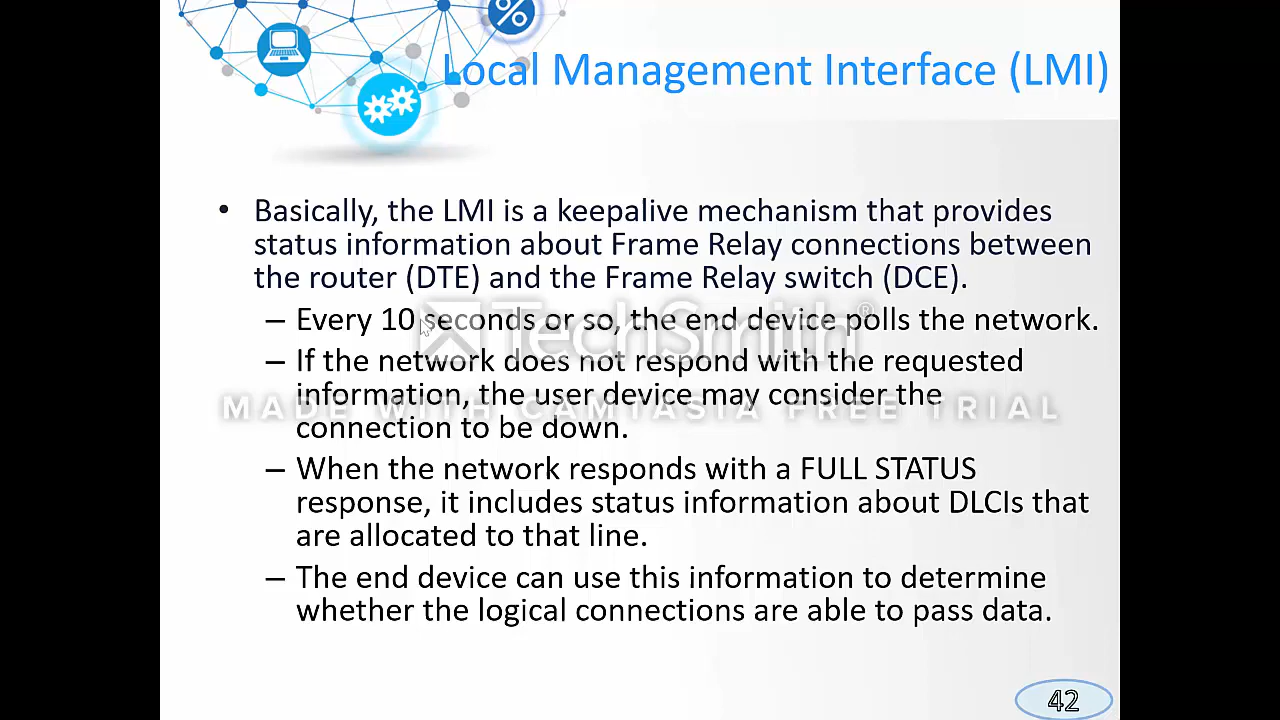 Local Management Interface (LMI)
• Basically, the LMI is a keepalive mechanism that provides
status information about Frame Relay connections between
the router (DTE) and the Frame Relay switch (DCE).
– Every 10 seconds or so, the end device polls the network.
– If the network does not respond with the requested
information, the user device may consider the
connection to be down.
– When the network responds with a FULL STATUS
response, it includes status information about DLCIs that
are allocated to that line.
– The end device can use this information to determine
whether the logical connections are able to pass data.
TechSmith®
MADE WITH CAMTASIA FREE TRIAL
%
42